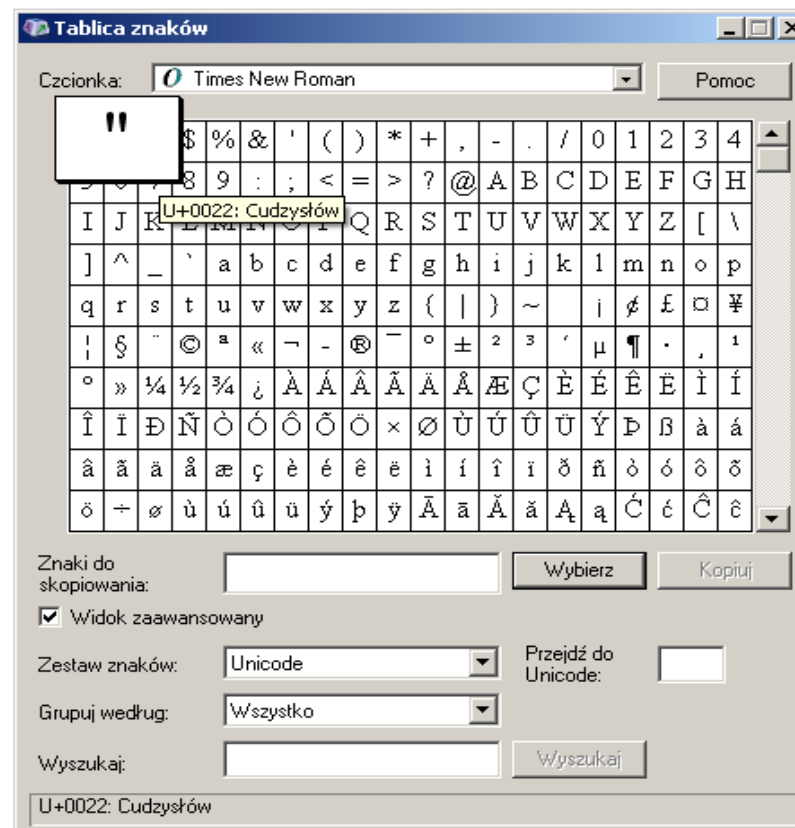 Tablica znaków
Czcionka: O Times New Roman Pomoc
"
$ % & ' ( ) * + , - . / 0 1 2 3 4
8 9 : ; < = > ? @ A B C D E F G H
U+0022: Cudzysłów
I J K Q R S T U V W X Y Z [ \
] ^ _ ` a b c d e f g h i j k l m n o p
q r s t u v w x y z { | } ~ ¡ ¢ £ ¤ ¥
¦ § ¨ © ª « ¬ - ® ¯ ° ± ² ³ ´ µ ¶ · ¸ ¹
º » ¼ ½ ¾ ¿ À Á Â Ã Ä Å Æ Ç È É Ê Ë Ì Í
Î Ï Ð Ñ Ò Ó Ô Õ Ö × Ø Ù Ú Û Ü Ý Þ ß à á
â ã ä å æ ç è é ê ë ì í î ï ð ñ ò ó ô õ
ö ÷ ø ù ú û ü ý þ ÿ Ā ā Ă ă Ą ą Ć ć Ĉ ĉ
Znaki do
skopiowania: Wybierz Kopiuj
Widok zaawansowany
Zestaw znaków: Unicode Przejdź do
Unicode:
Grupuj według: Wszystko
Wyszukaj: Wyszukaj
U+0022: Cudzysłów